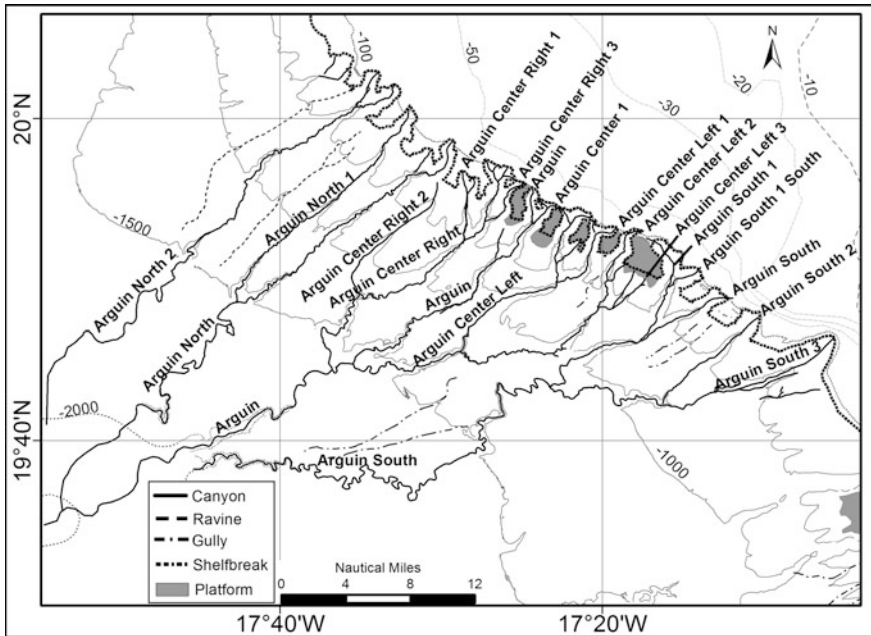 -100
-50
-20
-10
-30
N
20°N
19°40'N
-1500
-2000
-1000
Arguin Center Right 1
Arguin Center Right 3
Arguin
Arguin Center 1
Arguin Center Left 1
Arguin Center Left 2
Arguin Center Left 3
Arguin South 1
Arguin South 1 South
Arguin South
Arguin South 2
Arguin North 2
Arguin North 1
Arguin North
Arguin Center Right 2
Arguin Center Right
Arguin
Arguin Center Left
Arguin
Arguin South
Arguin South 3
Canyon
Ravine
Gully
Shelfbreak
Platform
Nautical Miles
0 4 8 12
17°40'W
17°20'W